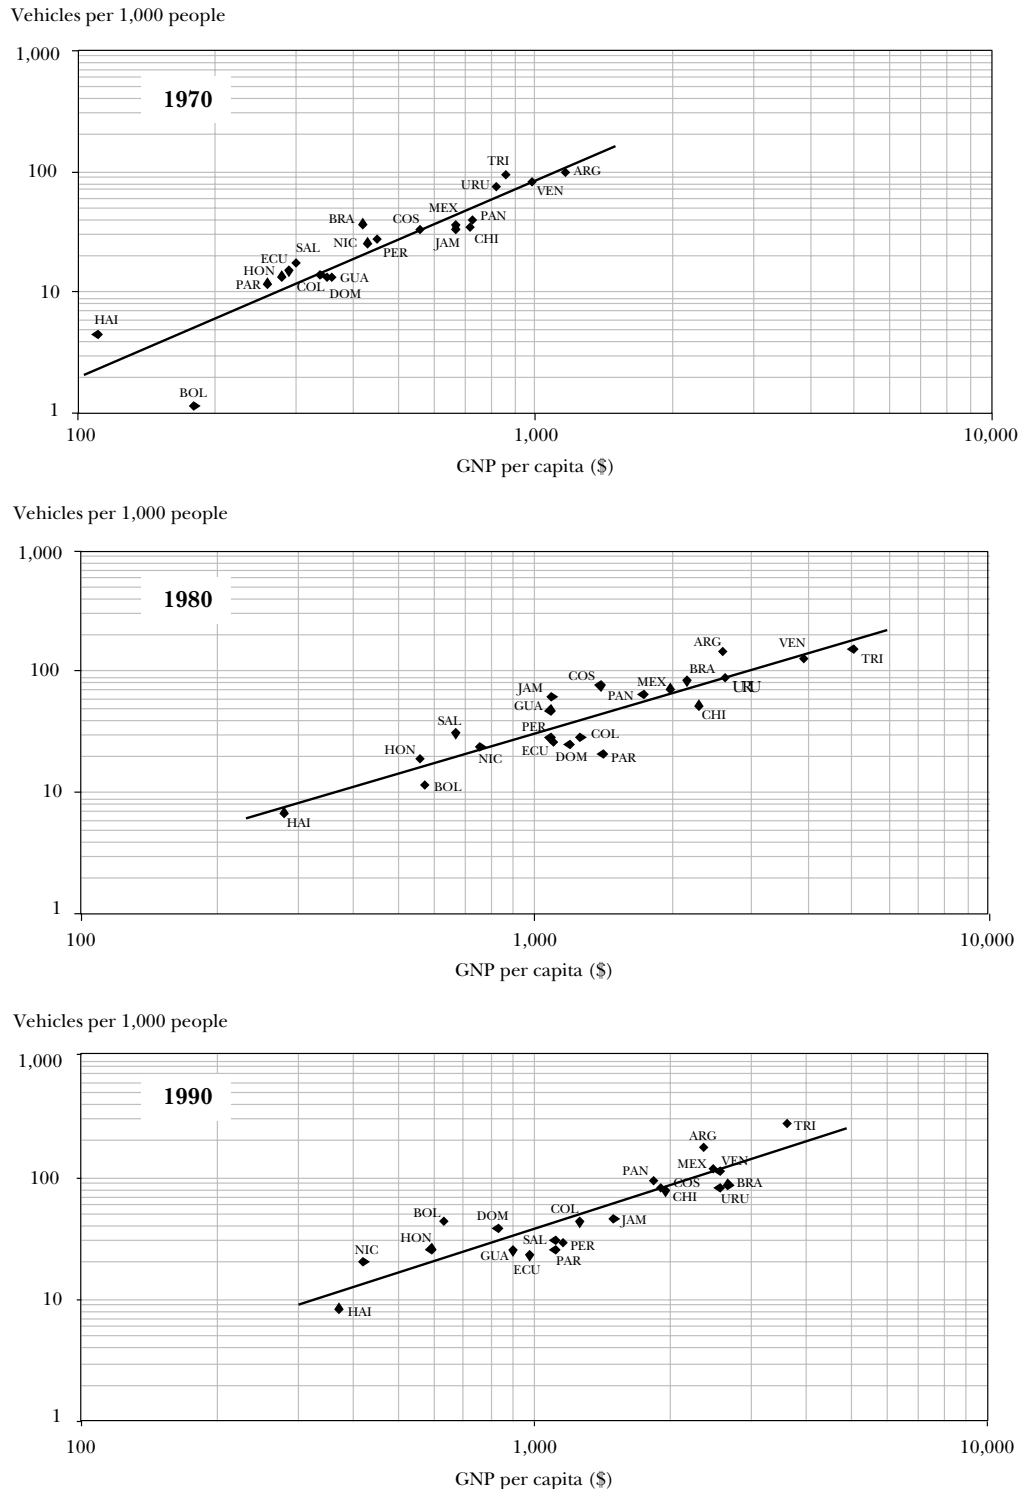 Vehicles per 1,000 people
1,000
1970
100
TRI
ARG
URU
VEN
MEX
BRA
COS
PAN
NIC
JAM
CHI
PER
SAL
ECU
HON
PAR
COL
GUA
DOM
10
HAI
BOL
1
100
1,000
10,000
GNP per capita ($)
Vehicles per 1,000 people
1,000
1980
100
ARG
VEN
TRI
BRA
COS
MEX
URU
JAM
PAN
GUA
CHI
SAL
PER
COL
HON
ECU
NIC
DOM
PAR
BOL
10
HAI
1
100
1,000
10,000
GNP per capita ($)
Vehicles per 1,000 people
1,000
1990
TRI
ARG
MEX
VEN
100
PAN
COS
BRA
CHI
URU
BOL
DOM
COL
JAM
HON
SAL
PER
NIC
GUA
PAR
ECU
10
HAI
1
100
1,000
10,000
GNP per capita ($)